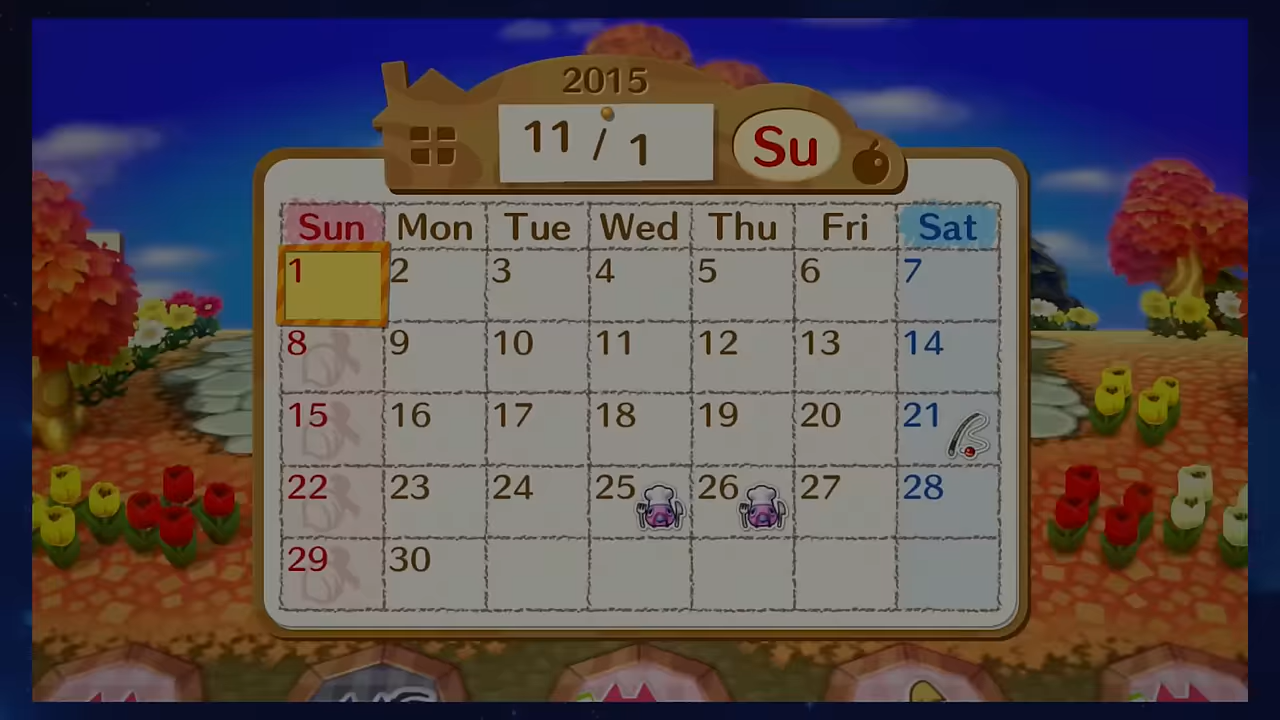 2015
11 / 1 Su
Sun Mon Tue Wed Thu Fri Sat
1 2 3 4 5 6 7
8 9 10 11 12 13 14
15 16 17 18 19 20 21
22 23 24 25 26 27 28
29 30